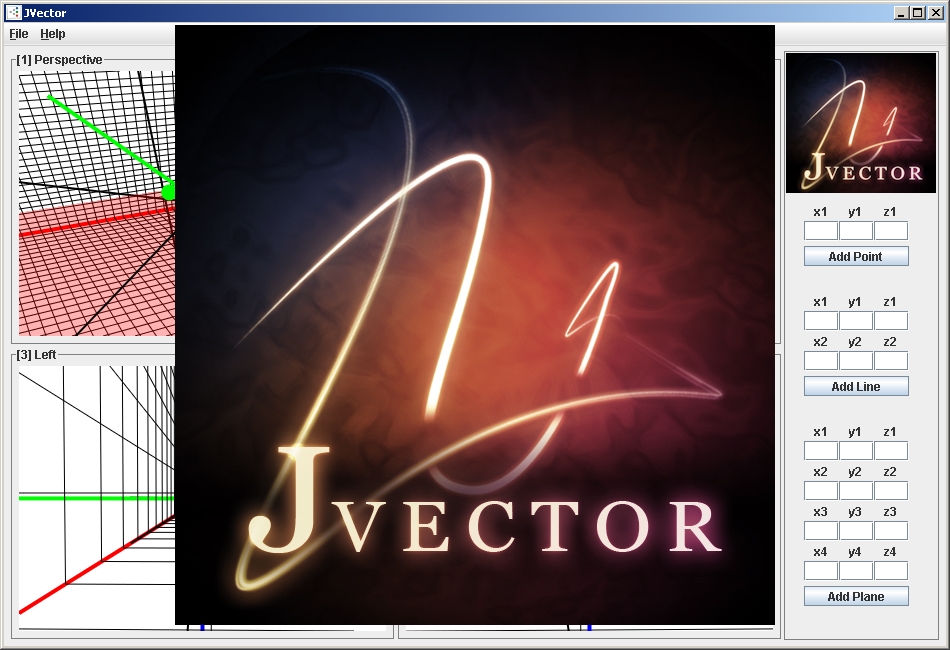 JVector
File Help
[1] Perspective
[3] Left
JVECTOR
JVECTOR
x1 y1 z1
Add Point
x1 y1 z1
x2 y2 z2
Add Line
x1 y1 z1
x2 y2 z2
x3 y3 z3
x4 y4 z4
Add Plane